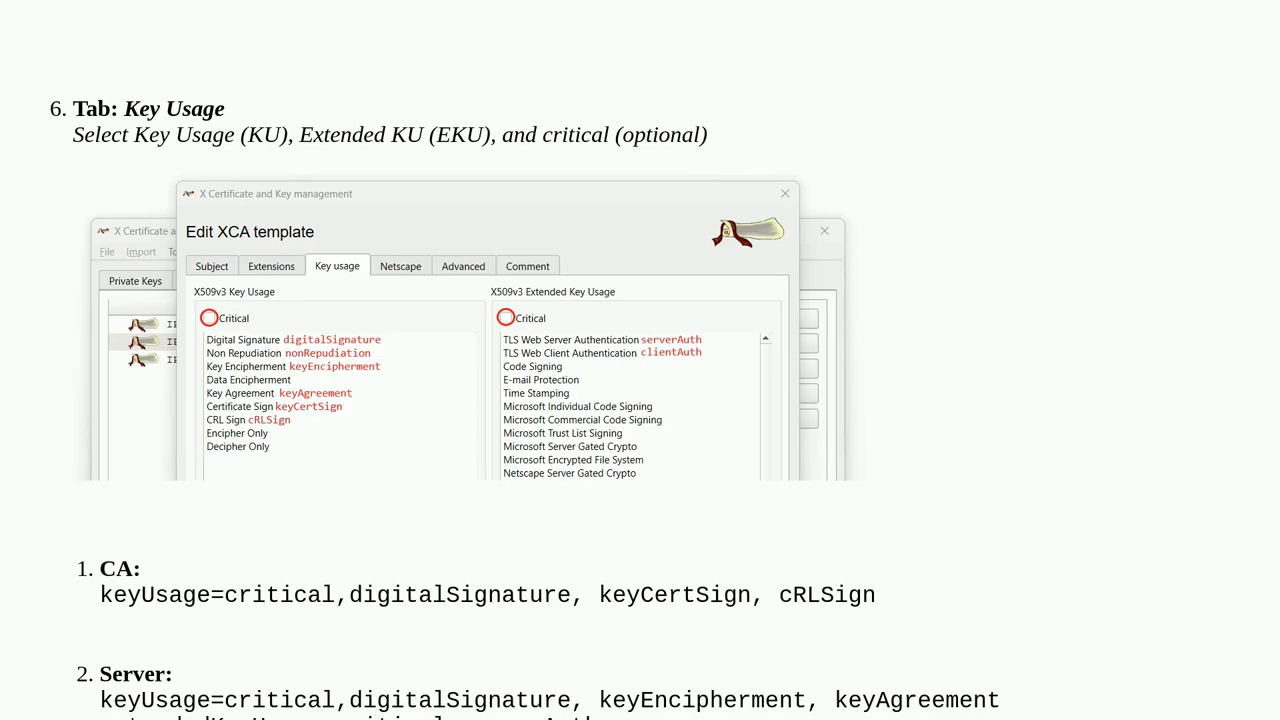 6. Tab: Key Usage
Select Key Usage (KU), Extended KU (EKU), and critical (optional)
X Certificate and Key management
X Certificate a
Edit XCA template
File Import To
Subject Extensions Key usage Netscape Advanced Comment
Private Keys
X509v3 Key Usage
X509v3 Extended Key Usage
Critical
Critical
Digital Signature digitalSignature
Non Repudiation nonRepudiation
Key Encipherment keyEncipherment
Data Encipherment
Key Agreement keyAgreement
Certificate Sign keyCertSign
CRL Sign cRLSign
Encipher Only
Decipher Only
TLS Web Server Authentication serverAuth
TLS Web Client Authentication clientAuth
Code Signing
E-mail Protection
Time Stamping
Microsoft Individual Code Signing
Microsoft Commercial Code Signing
Microsoft Trust List Signing
Microsoft Server Gated Crypto
Microsoft Encrypted File System
Netscape Server Gated Crypto
1. CA:
keyUsage=critical,digitalSignature, keyCertSign, cRLSign
2. Server:
keyUsage=critical,digitalSignature, keyEncipherment, keyAgreement